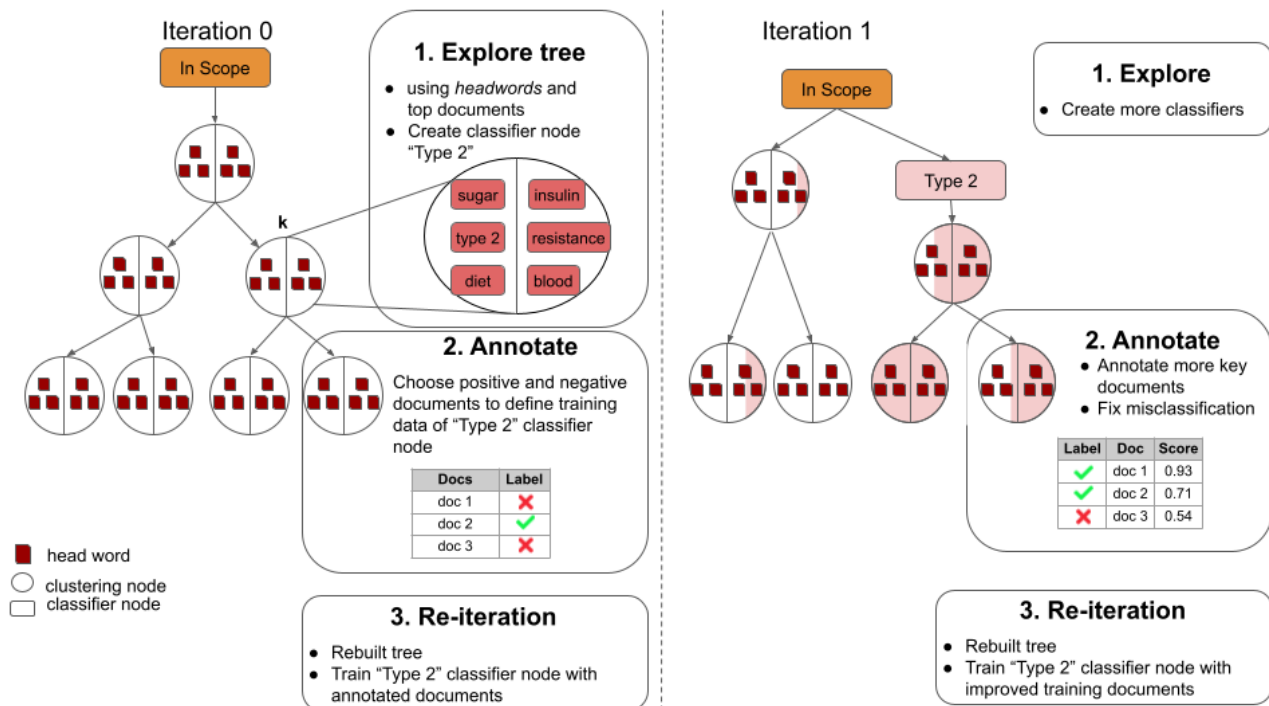 Iteration 0
In Scope
1. Explore tree
● using headwords and
top documents
● Create classifier node
“Type 2”
k
sugar
insulin
type 2
resistance
diet
blood
2. Annotate
Choose positive and negative
documents to define training
data of “Type 2” classifier
node
Docs Label
doc 1 ❌
doc 2 ✓
doc 3 ❌
head word
clustering node
classifier node
3. Re-iteration
● Rebuilt tree
● Train “Type 2” classifier node with
annotated documents
Iteration 1
In Scope
1. Explore
● Create more classifiers
Type 2
2. Annotate
● Annotate more key
documents
● Fix misclassification
Label Doc Score
✓ doc 1 0.93
✓ doc 2 0.71
❌ doc 3 0.54
3. Re-iteration
● Rebuilt tree
● Train “Type 2” classifier node with
improved training documents